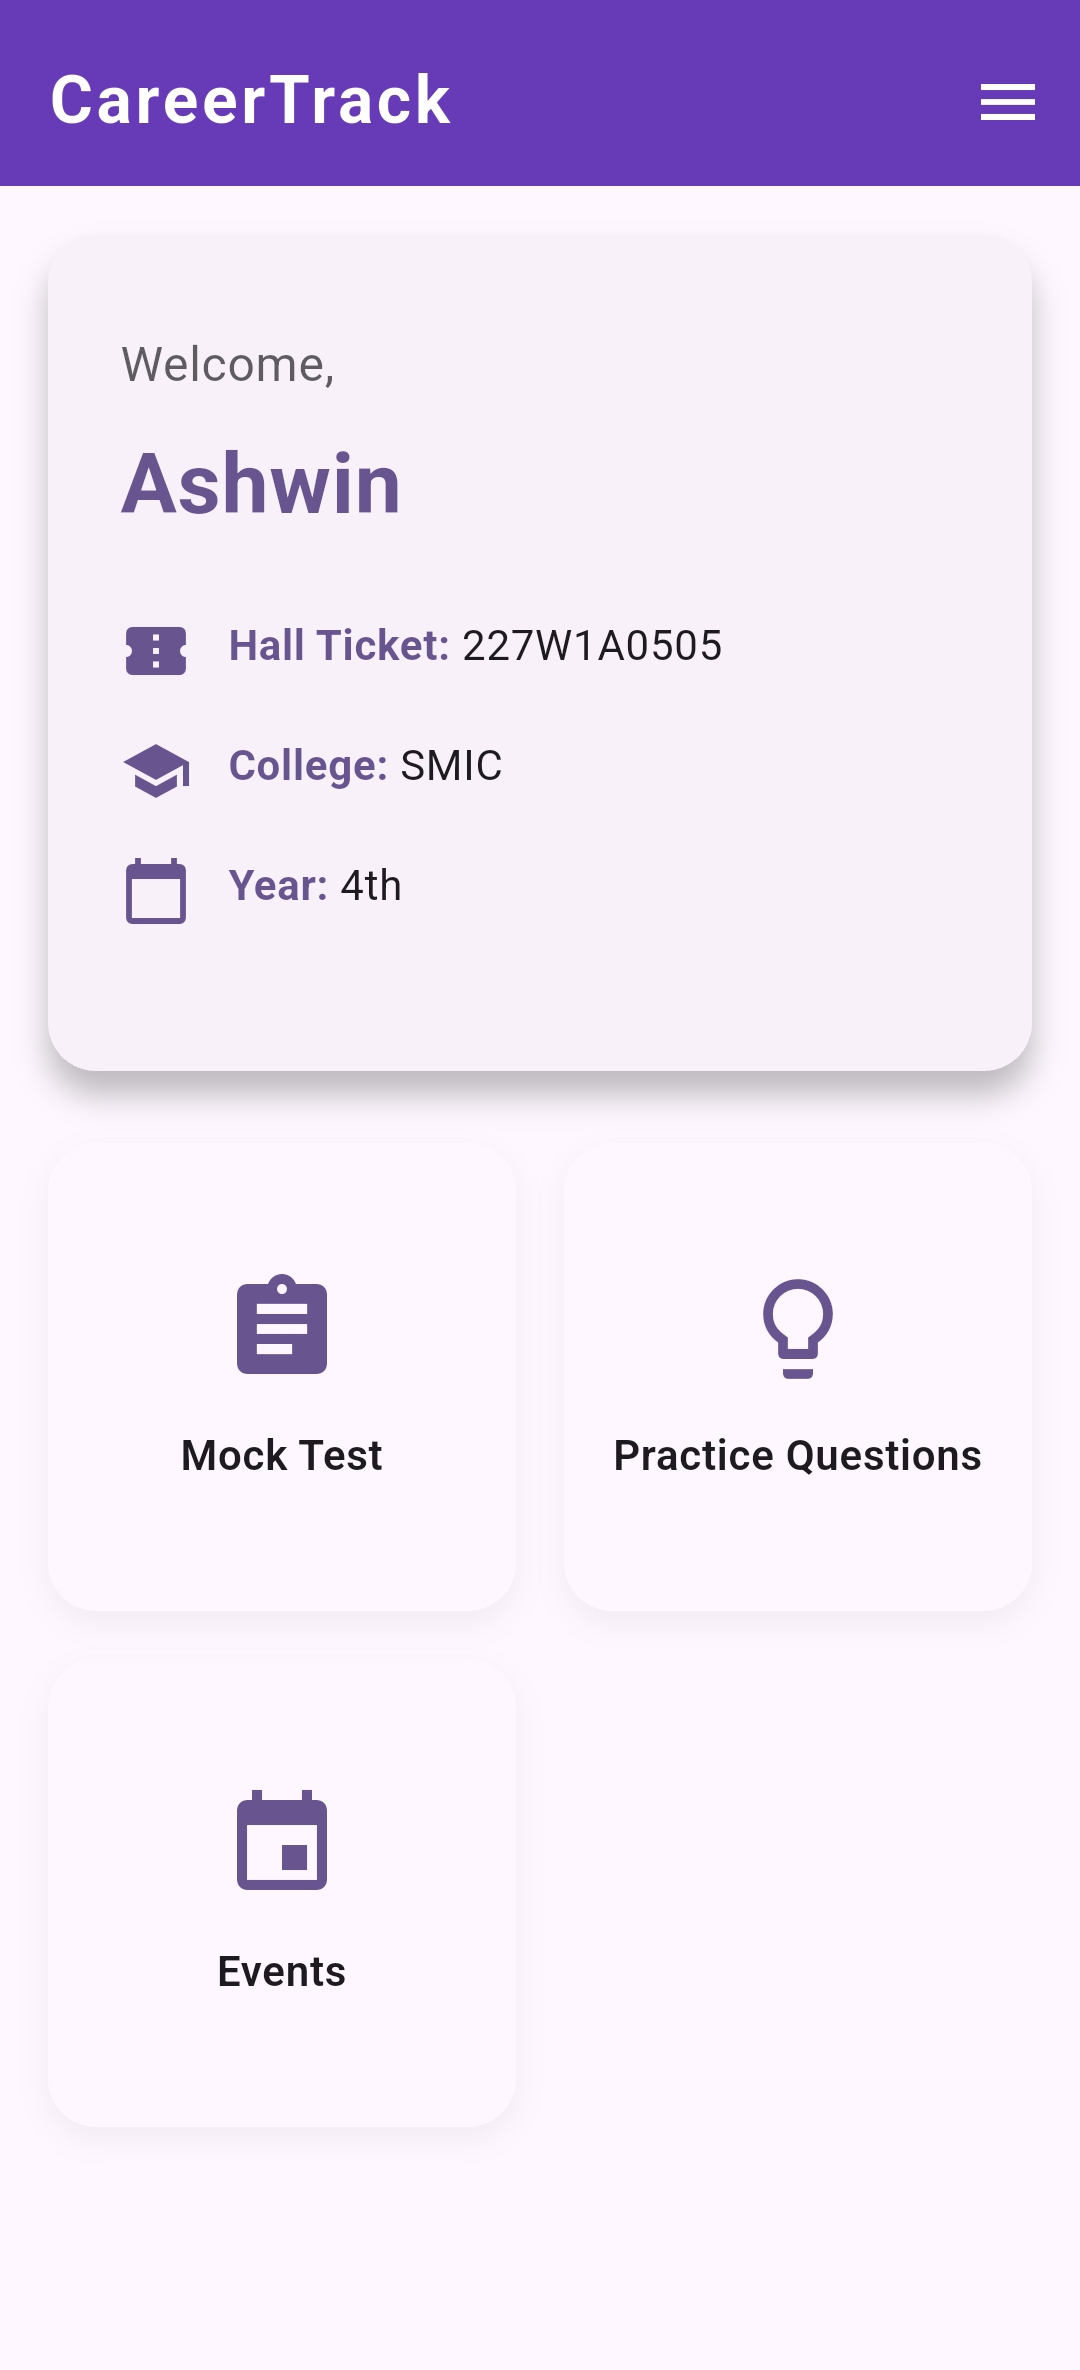 CareerTrack
Welcome,
Ashwin
Hall Ticket: 227W1A0505
College: SMIC
Year: 4th
Mock Test
Practice Questions
Events